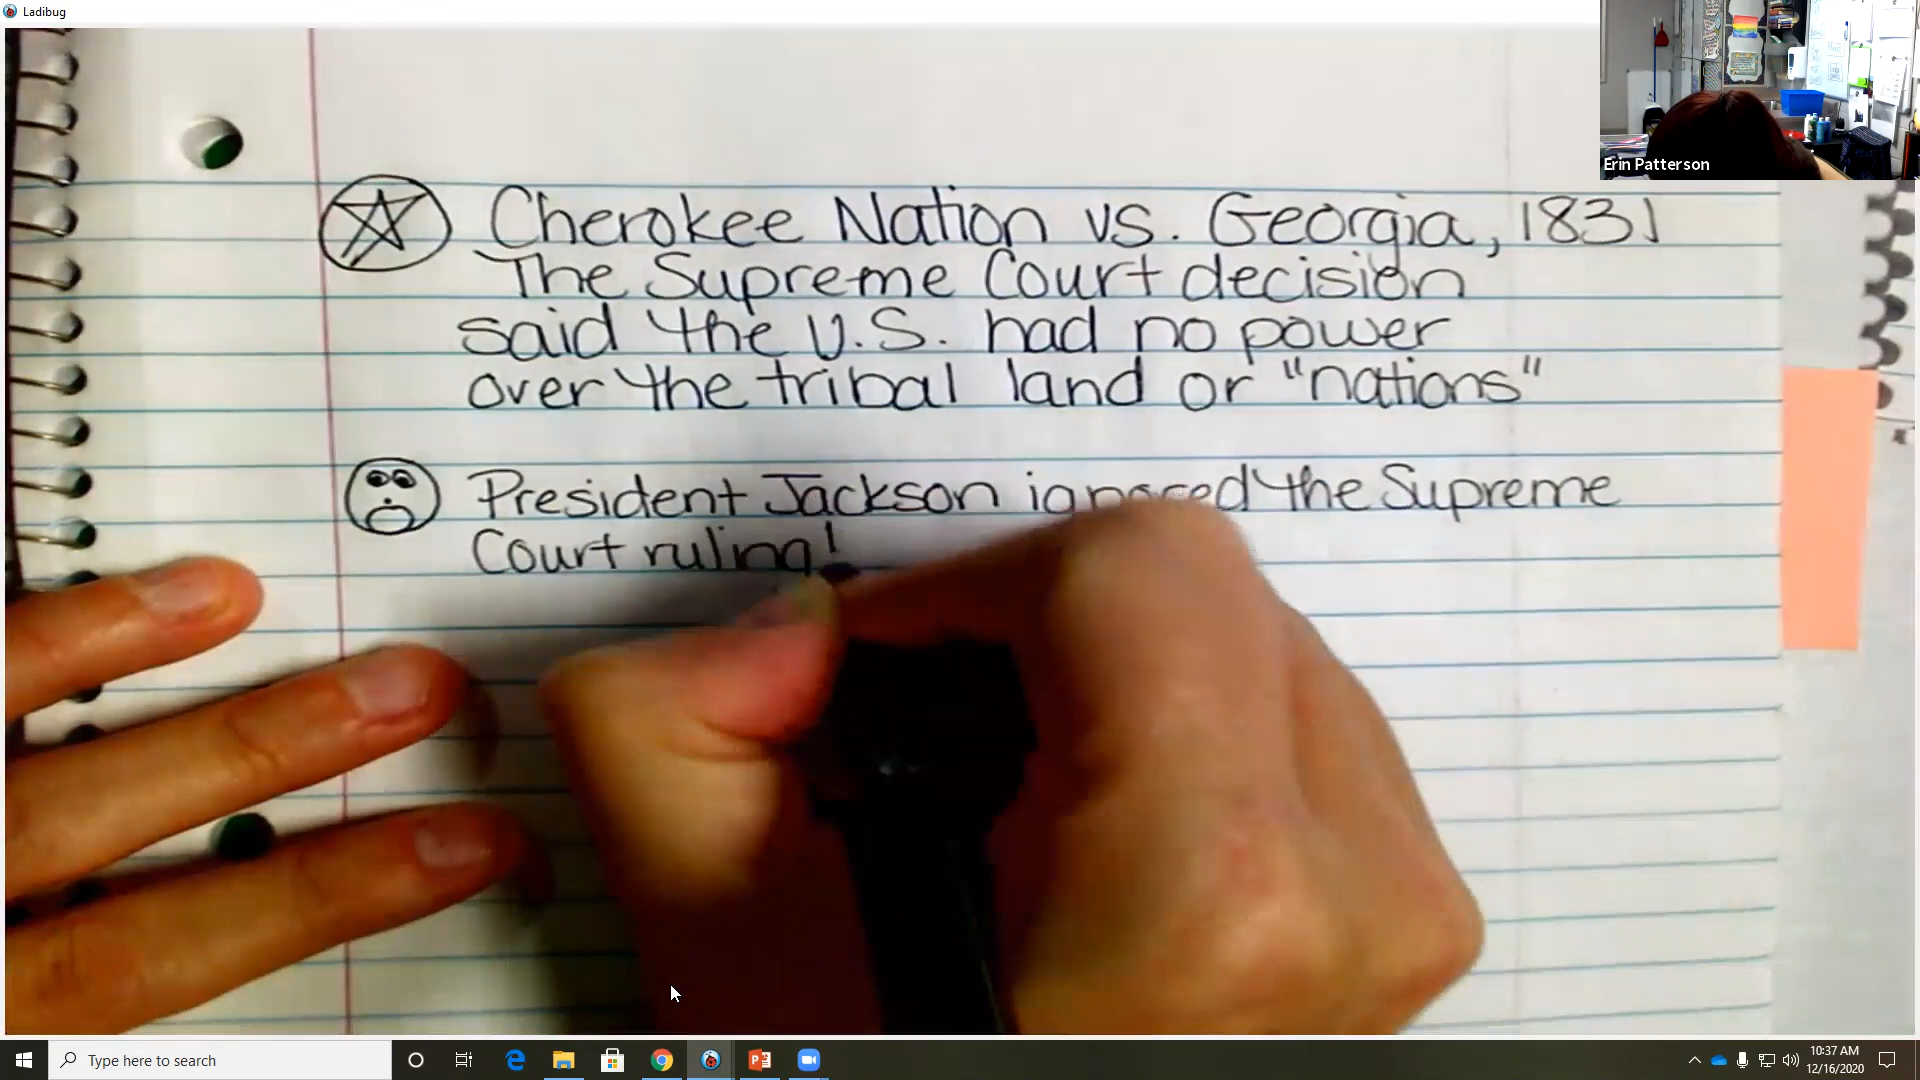 Ladibug
Erin Patterson
Cherokee Nation vs. Georgia, 1831
The Supreme Court decision
said the U.S. had no power
over the tribal land or "nations"
President Jackson ignored the Supreme
Court ruling!
Type here to search
10:37 AM
12/16/2020